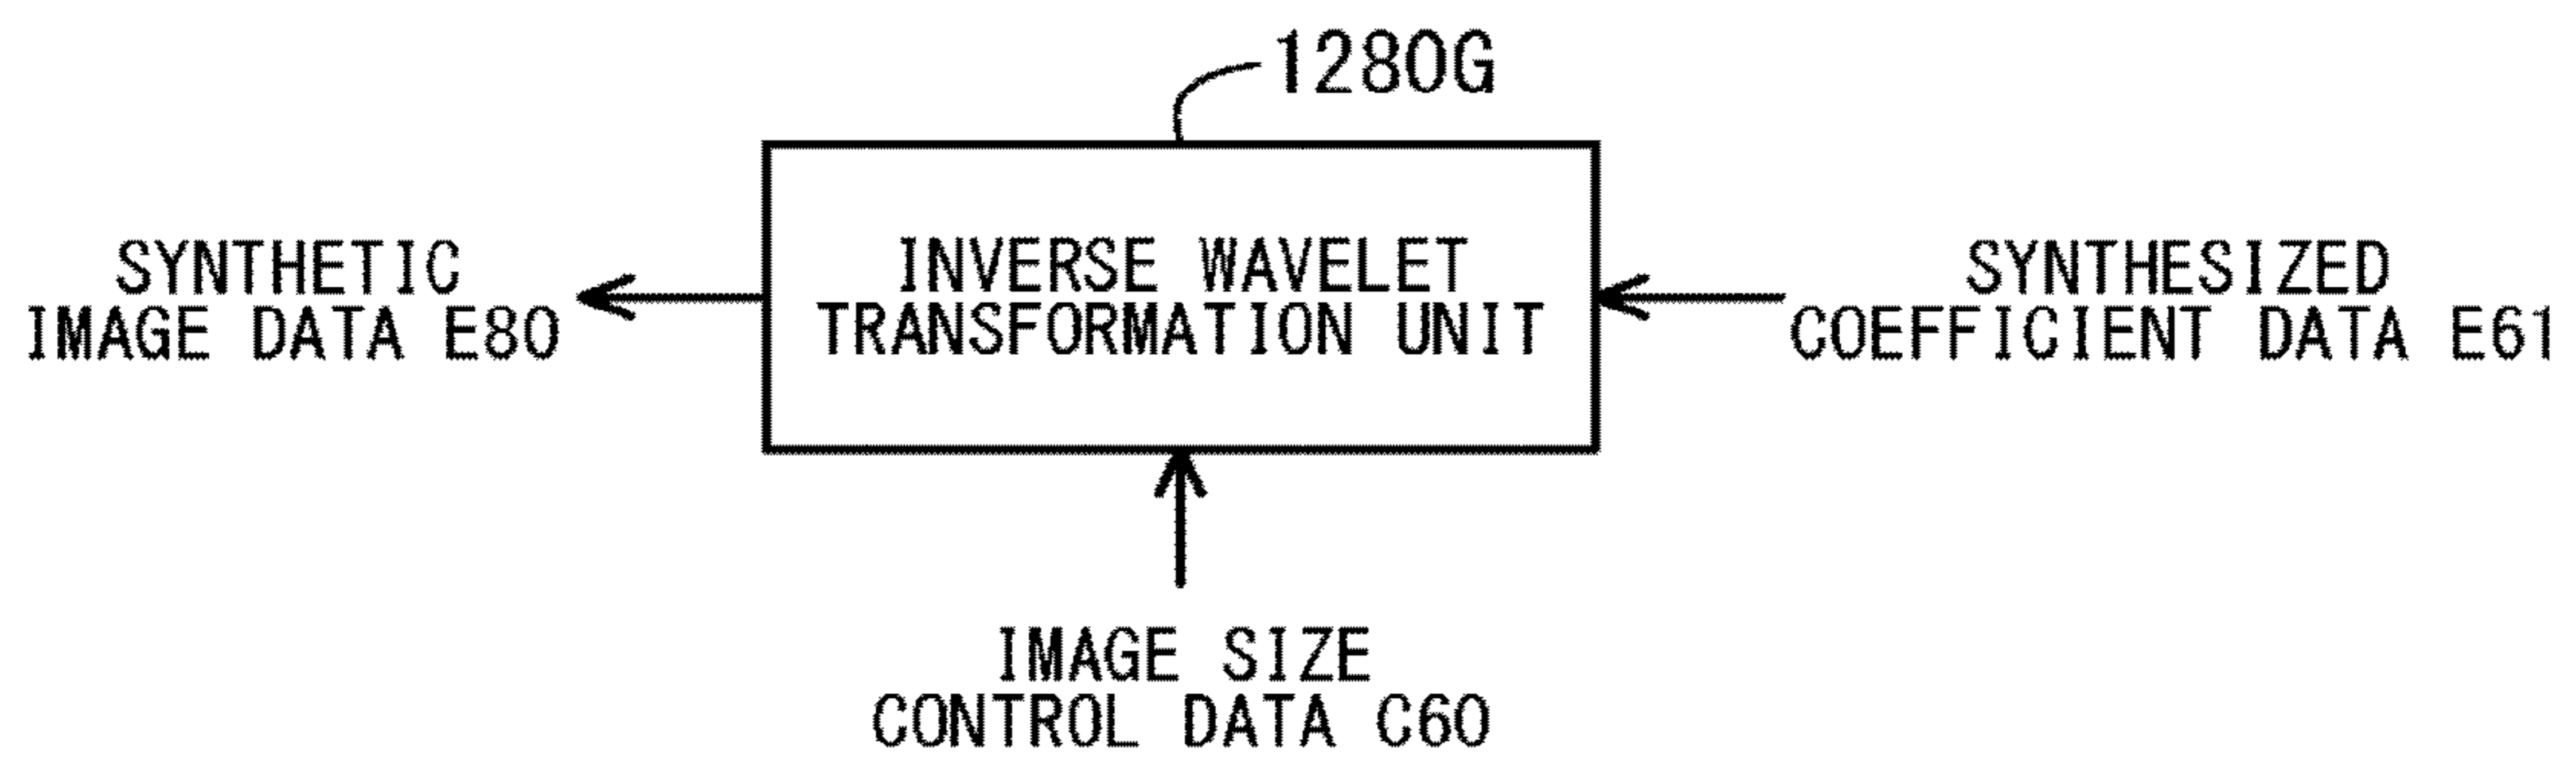 1280G
SYNTHETIC
IMAGE DATA E80
INVERSE WAVELET
TRANSFORMATION UNIT
SYNTHESIZED
COEFFICIENT DATA E61
IMAGE SIZE
CONTROL DATA C60